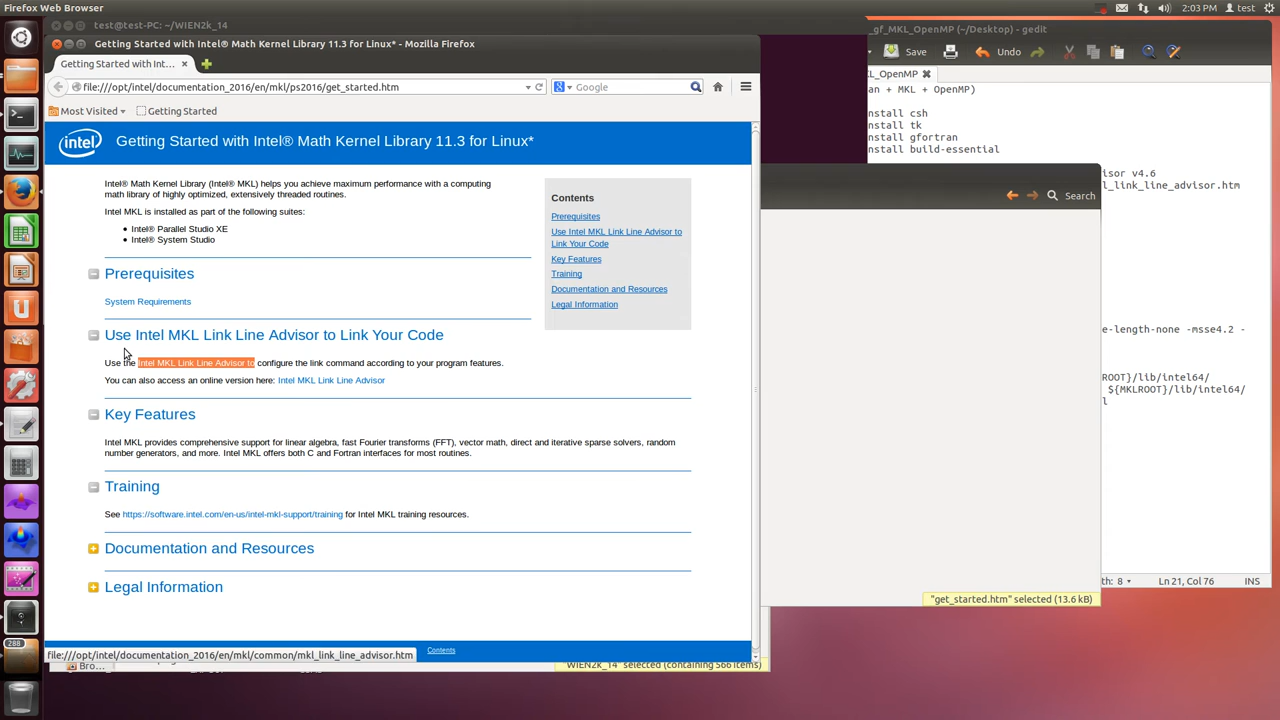 Firefox Web Browser
2:03 PM
test
test@test-PC: ~/WIEN2k_14
_gf_MKL_OpenMP (~/Desktop) - gedit
Save
Undo
L_OpenMP
an + MKL + OpenMP)
nstall csh
nstall tk
nstall gfortran
nstall build-essential
isor v4.6
l_link_line_advisor.htm
e-length-none -msse4.2 -
ROOT}/lib/intel64/
${MKLROOT}/lib/intel64/
l
th: 8
Ln 21, Col 76
INS
Search
"get_started.htm" selected (13.6 kB)
Getting Started with Intel® Math Kernel Library 11.3 for Linux* - Mozilla Firefox
Getting Started with Int...
file:///opt/intel/documentation_2016/en/mkl/ps2016/get_started.htm
Google
Most Visited
Getting Started
intel
Getting Started with Intel® Math Kernel Library 11.3 for Linux*
Intel® Math Kernel Library (Intel® MKL) helps you achieve maximum performance with a computing
math library of highly optimized, extensively threaded routines.
Intel MKL is installed as part of the following suites:
• Intel® Parallel Studio XE
• Intel® System Studio
Contents
Prerequisites
Use Intel MKL Link Line Advisor to
Link Your Code
Key Features
Training
Documentation and Resources
Legal Information
Prerequisites
System Requirements
Use Intel MKL Link Line Advisor to Link Your Code
Use the Intel MKL Link Line Advisor to configure the link command according to your program features.
You can also access an online version here: Intel MKL Link Line Advisor
Key Features
Intel MKL provides comprehensive support for linear algebra, fast Fourier transforms (FFT), vector math, direct and iterative sparse solvers, random
number generators, and more. Intel MKL offers both C and Fortran interfaces for most routines.
Training
See https://software.intel.com/en-us/intel-mkl-support/training for Intel MKL training resources.
Documentation and Resources
Legal Information
Contents
file:///opt/intel/documentation_2016/en/mkl/common/mkl_link_line_advisor.htm
Bro...
"WIEN2k_14" selected (containing 566 items)
288